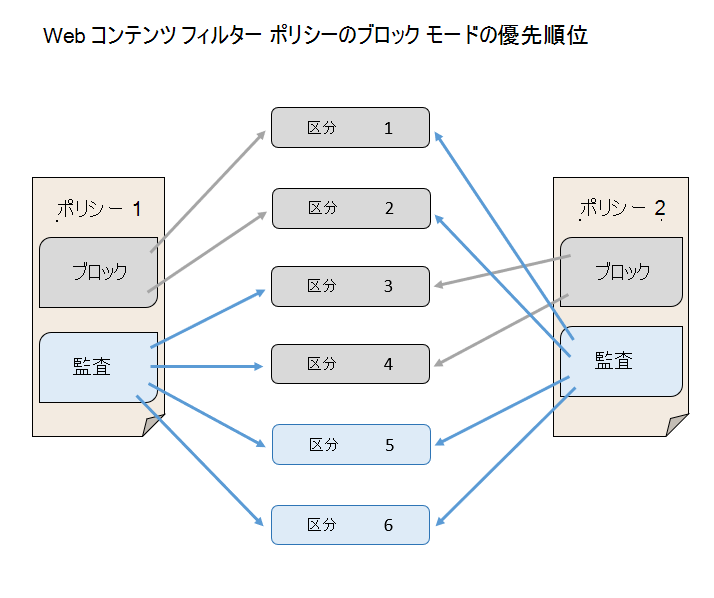 Web コンテンツ フィルター ポリシーのブロック モードの優先順位
区分 1
ポリシー 1
区分 2
ポリシー 2
ブロック
区分 3
ブロック
監査
区分 4
監査
区分 5
区分 6